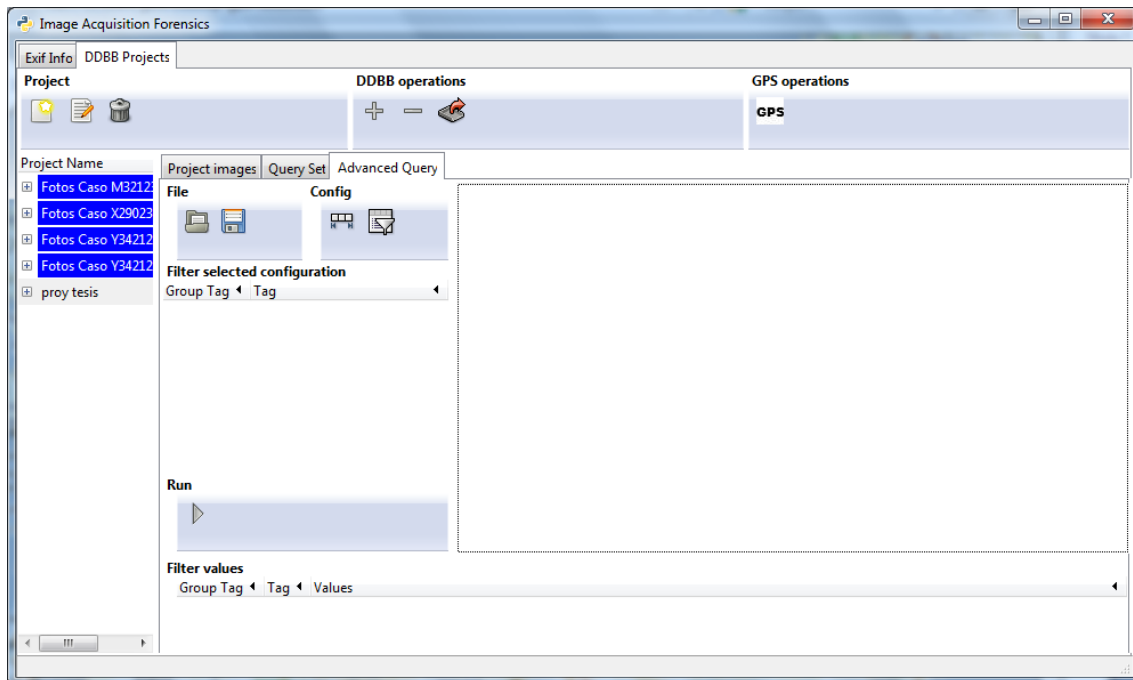 Image Acquisition Forensics
Exif Info DDBB Projects
Project DDBB operations GPS operations
GPS
Project Name
Fotos Caso M32123
Fotos Caso X29023
Fotos Caso Y34212
Fotos Caso Y34212
proy tesis
Project images Query Set Advanced Query
File Config
Filter selected configuration
Group Tag Tag
Run
Filter values
Group Tag Tag Values